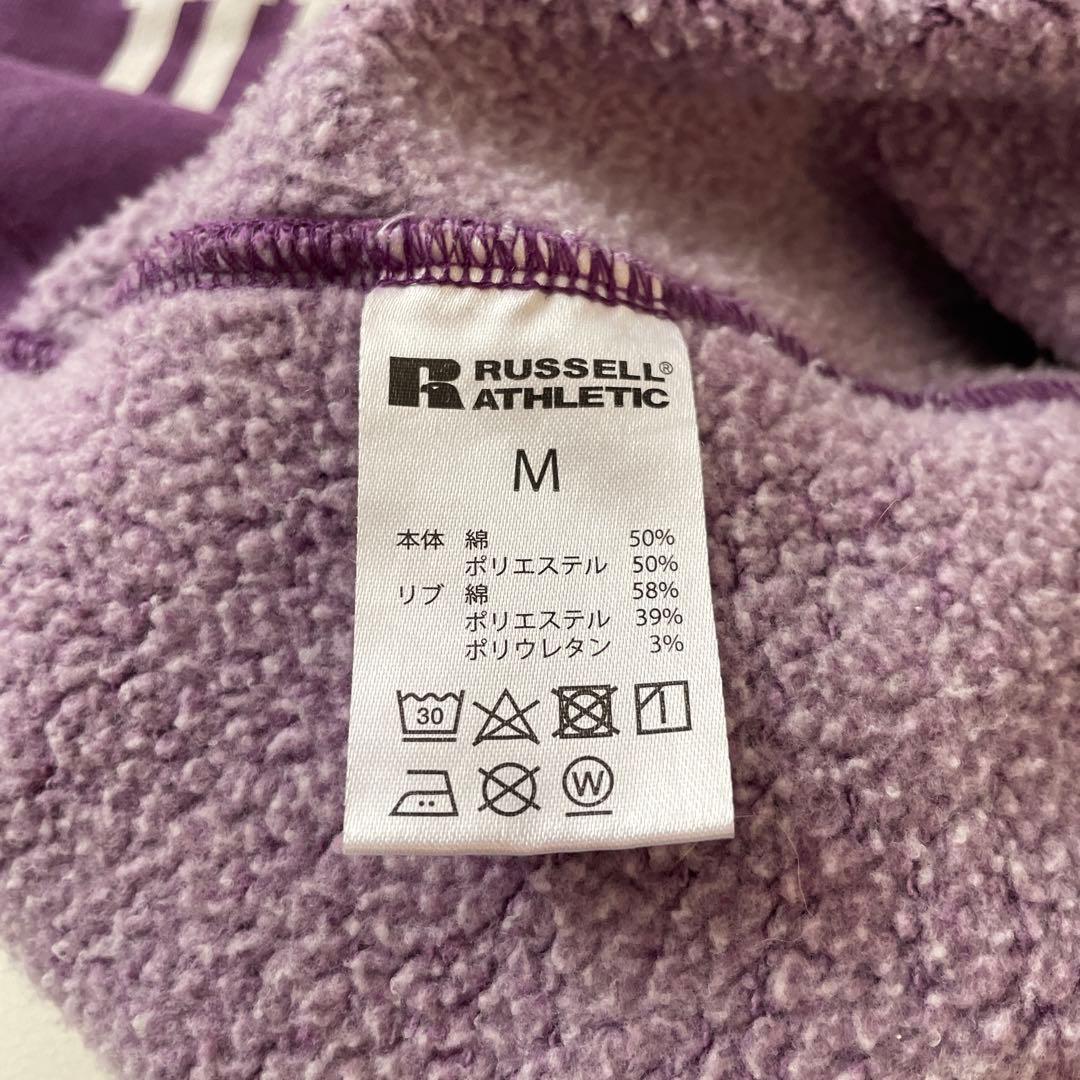 RUSSELL®
ATHLETIC
M
本体 綿 50%
ポリエステル 50%
リブ 綿 58%
ポリエステル 39%
ポリウレタン 3%
30
W